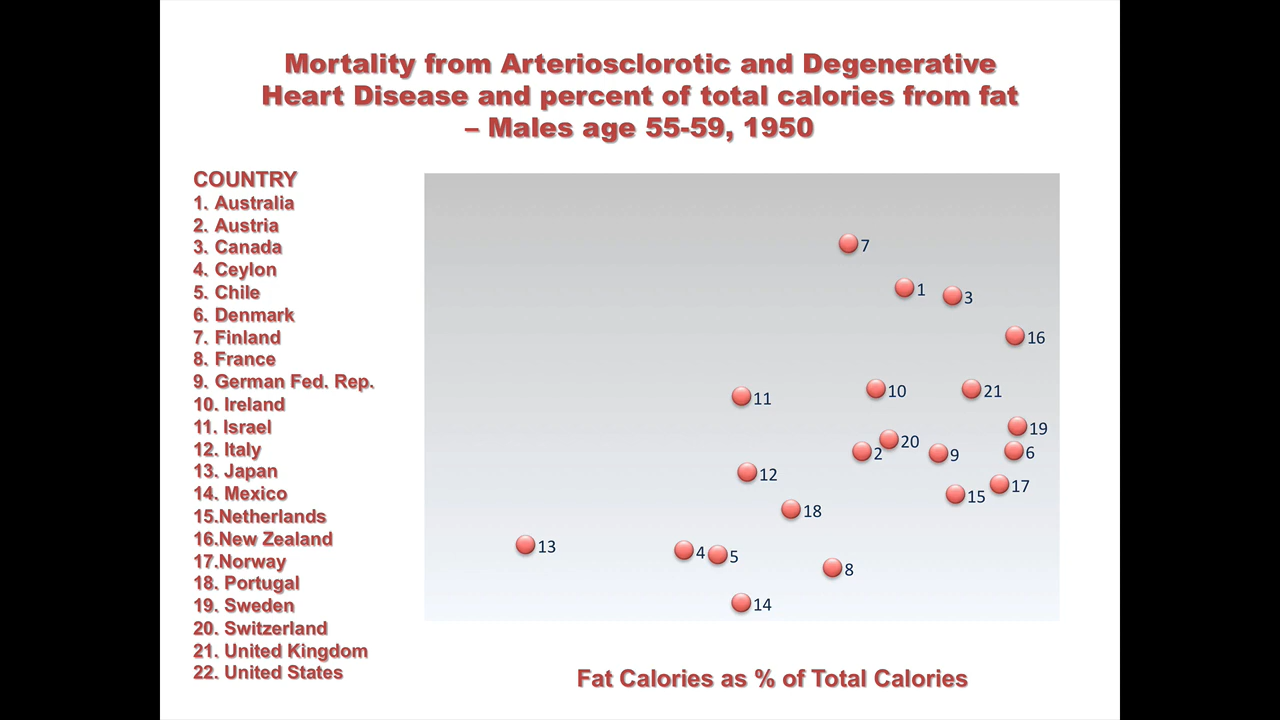 Mortality from Arteriosclorotic and Degenerative
Heart Disease and percent of total calories from fat
– Males age 55-59, 1950
COUNTRY
1. Australia
2. Austria
3. Canada
4. Ceylon
5. Chile
6. Denmark
7. Finland
8. France
9. German Fed. Rep.
10. Ireland
11. Israel
12. Italy
13. Japan
14. Mexico
15.Netherlands
16.New Zealand
17.Norway
18. Portugal
19. Sweden
20. Switzerland
21. United Kingdom
22. United States
7
1
3
16
11
10
21
19
20
2
9
6
12
15
17
18
13
4
5
8
14
Fat Calories as % of Total Calories